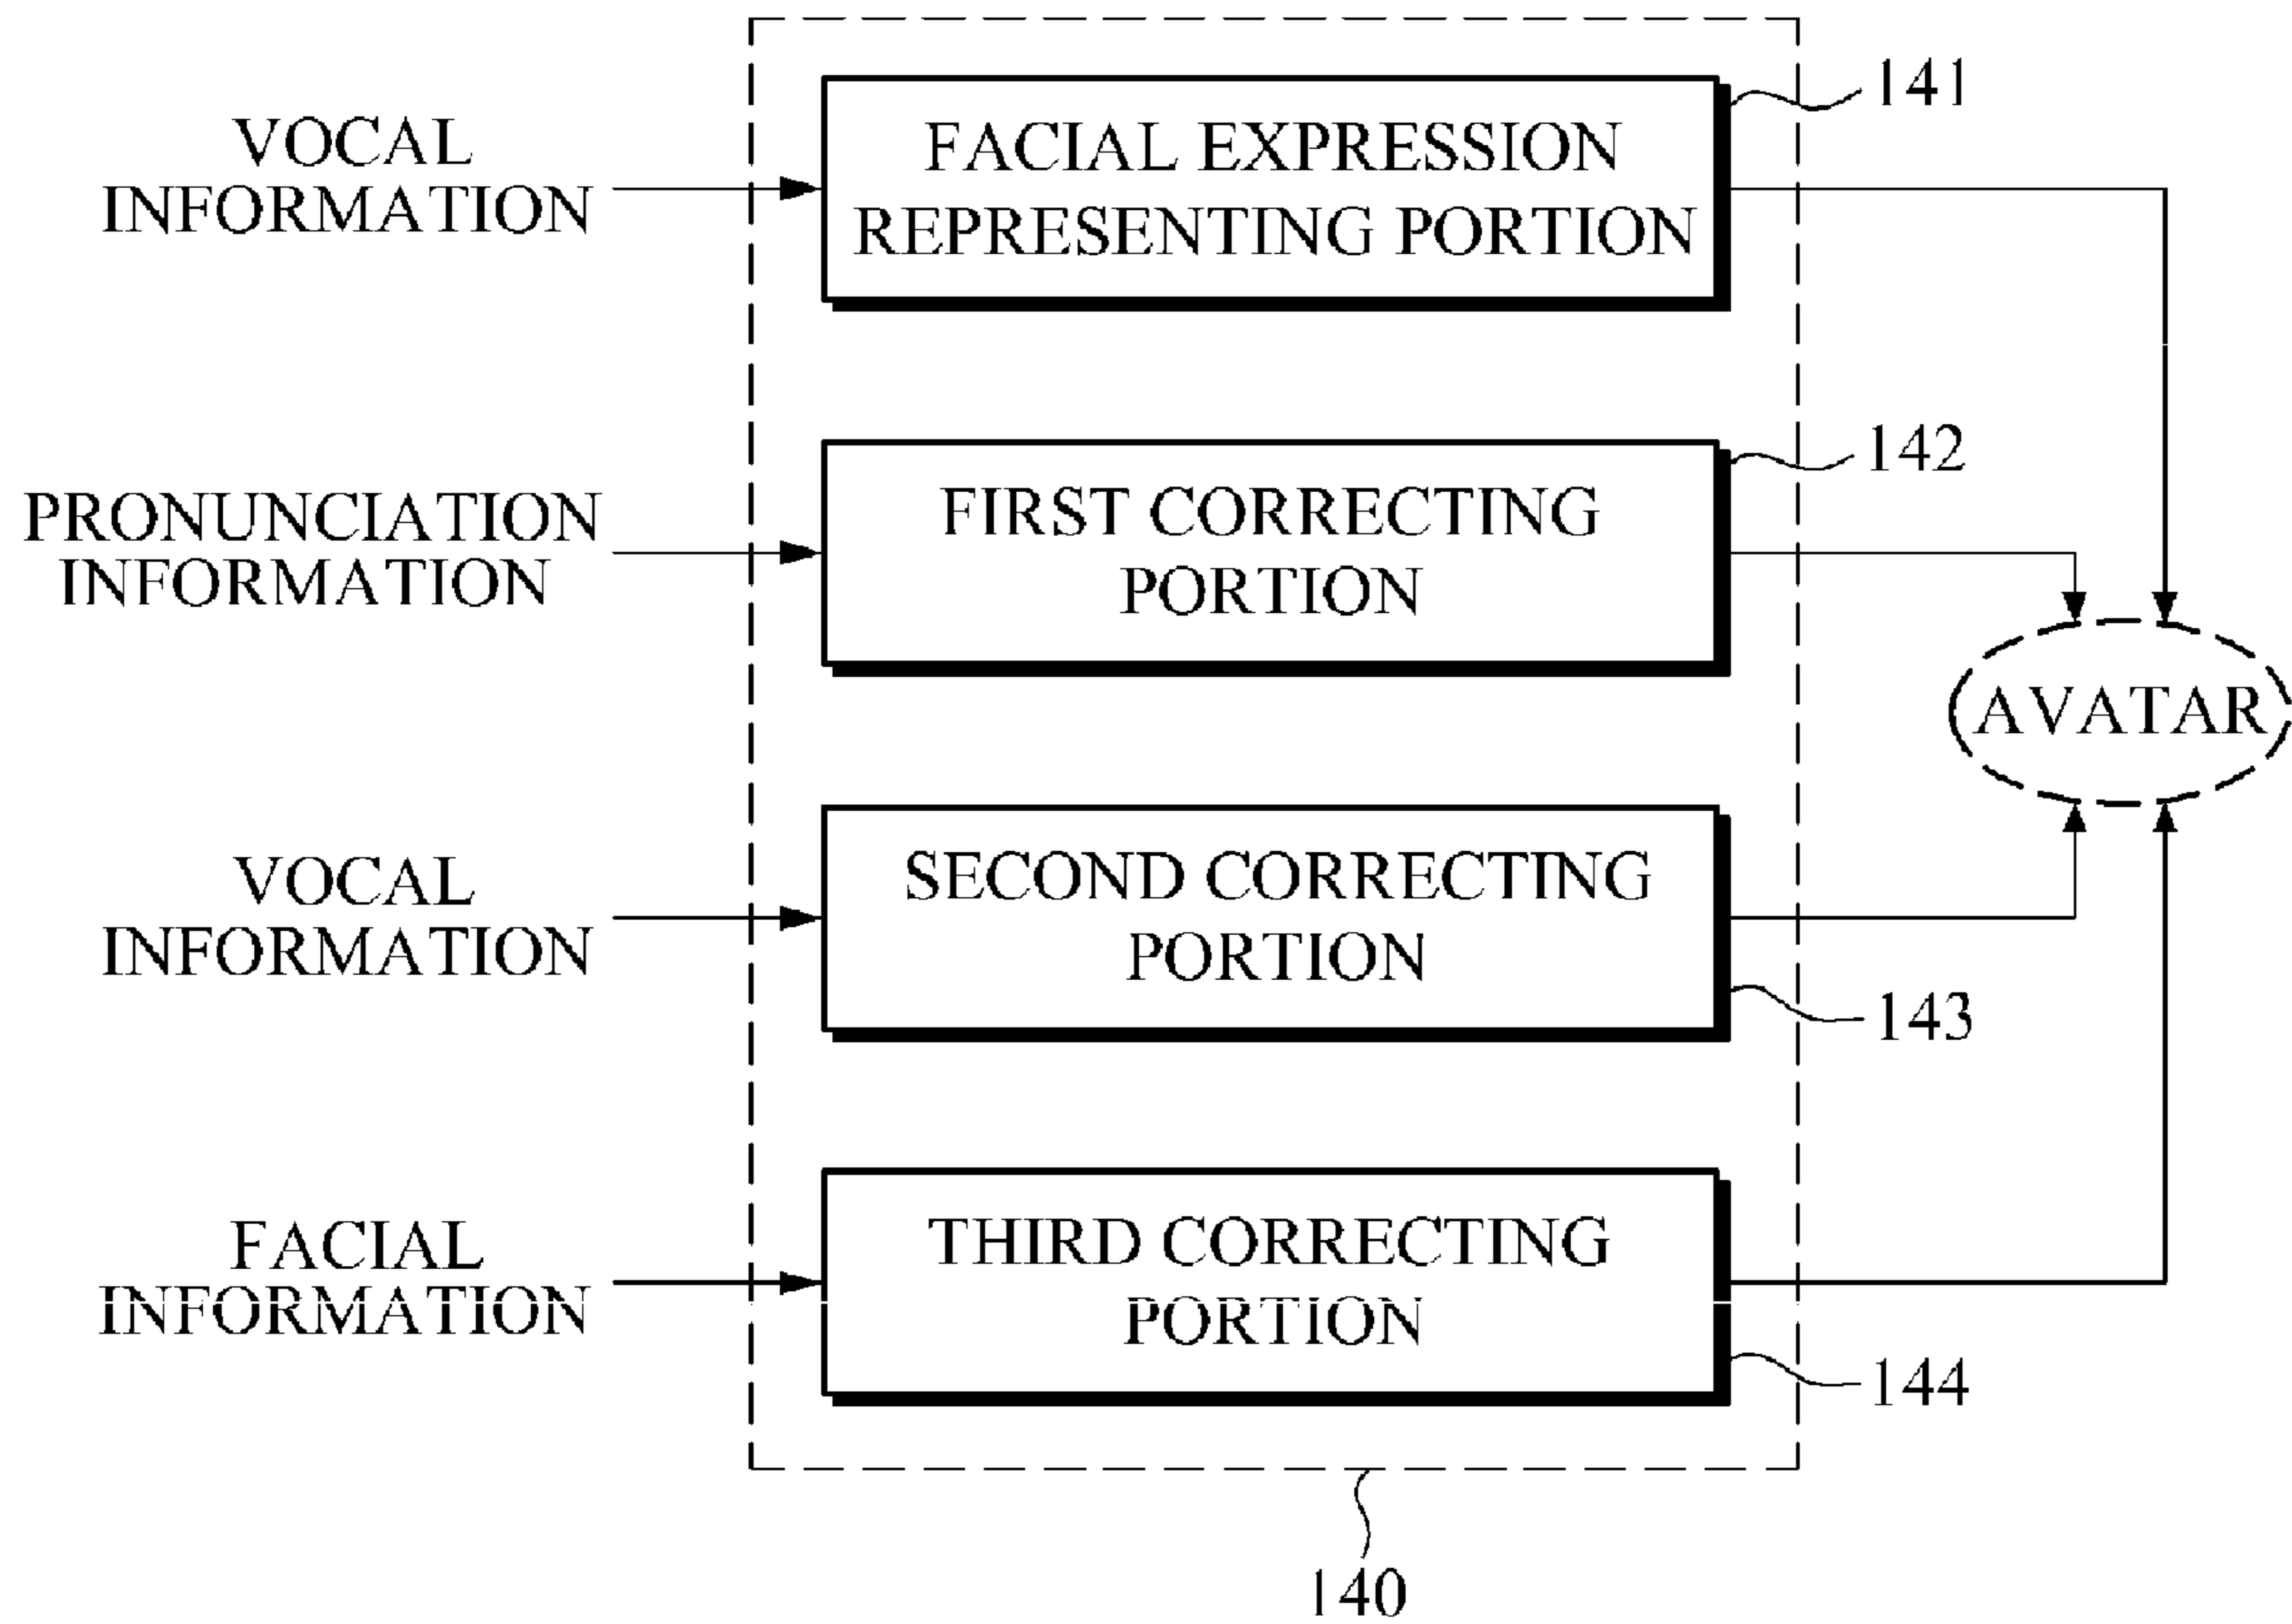 141
VOCAL
INFORMATION
FACIAL EXPRESSION
REPRESENTING PORTION
142
PRONUNCIATION
INFORMATION
FIRST CORRECTING
PORTION
AVATAR
VOCAL
INFORMATION
SECOND CORRECTING
PORTION
143
FACIAL
INFORMATION
THIRD CORRECTING
PORTION
144
140